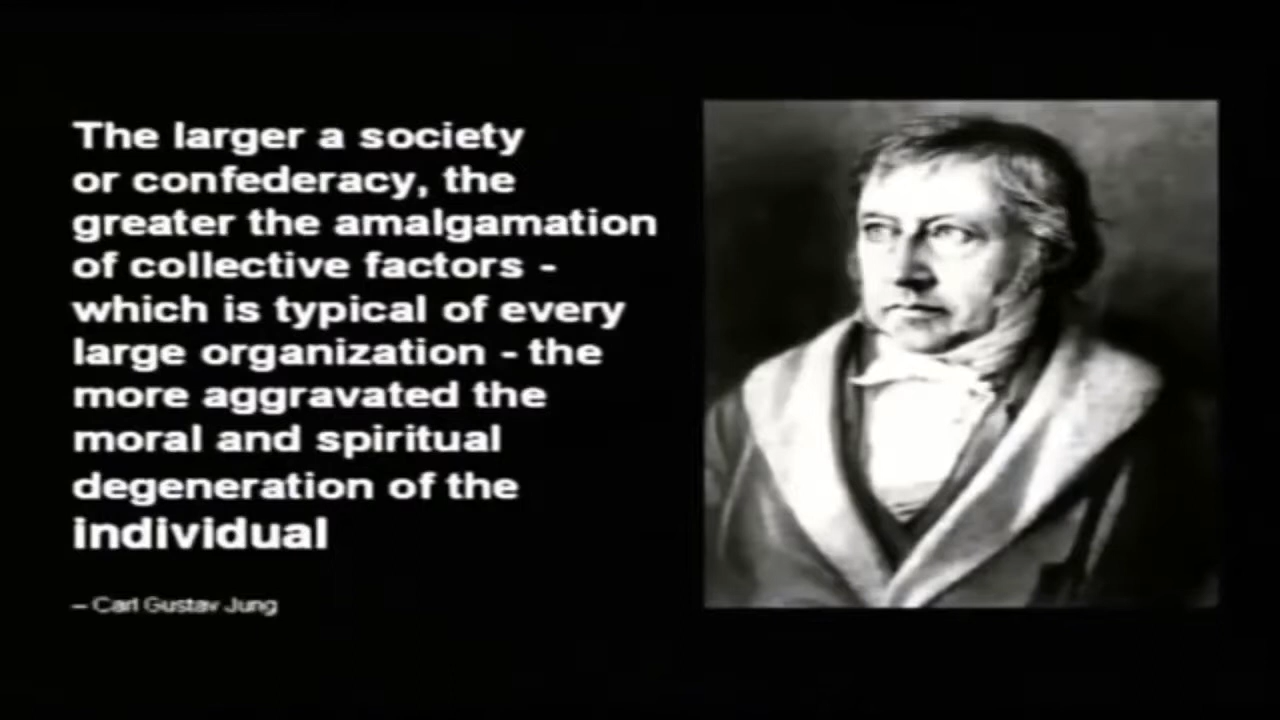 The larger a society
or confederacy, the
greater the amalgamation
of collective factors -
which is typical of every
large organization - the
more aggravated the
moral and spiritual
degeneration of the
individual
– Carl Gustav Jung